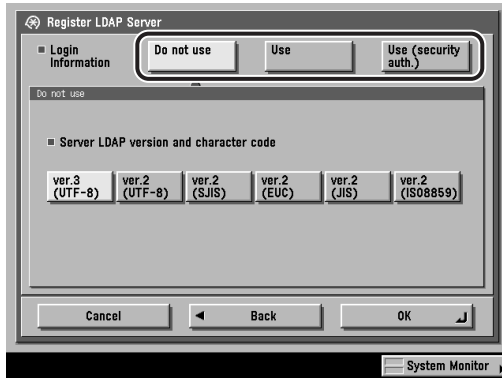 Register LDAP Server
Login
Information
Do not use
Use
Use (security
auth.)
Do not use
Server LDAP version and character code
ver.3
(UTF-8)
ver.2
(UTF-8)
ver.2
(SJIS)
ver.2
(EUC)
ver.2
(JIS)
ver.2
(ISO8859)
Cancel
Back
OK
System Monitor